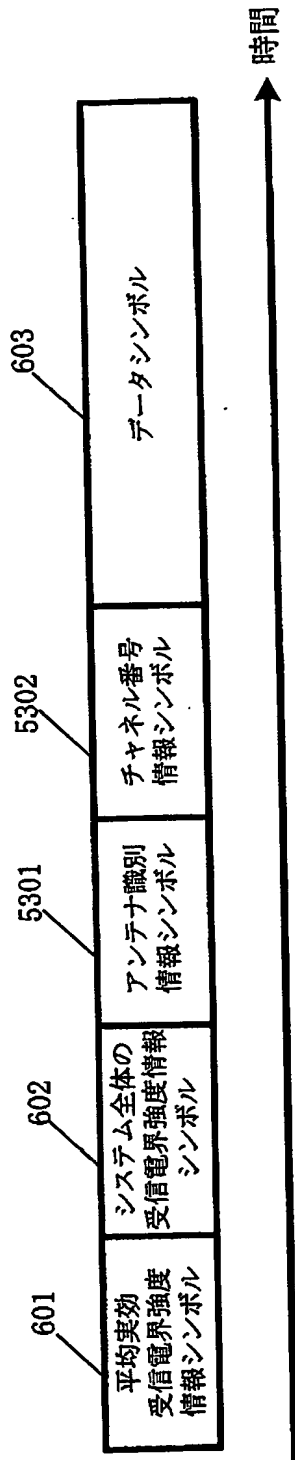 601
602
5301
5302
603
平均実効
受信電界強度
情報シンボル
システム全体の
受信電界強度情報
シンボル
アンテナ識別
情報シンボル
チャネル番号
情報シンボル
データシンボル
時間